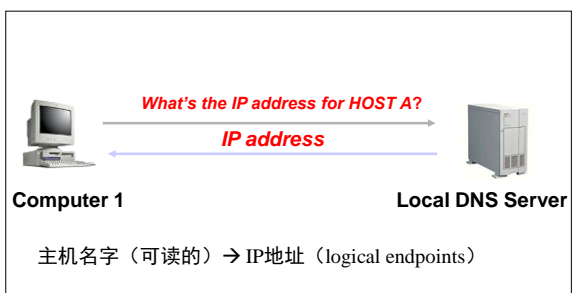 What's the IP address for HOST A?
IP address
Computer 1
Local DNS Server
主机名字（可读的）→ IP地址（logical endpoints）